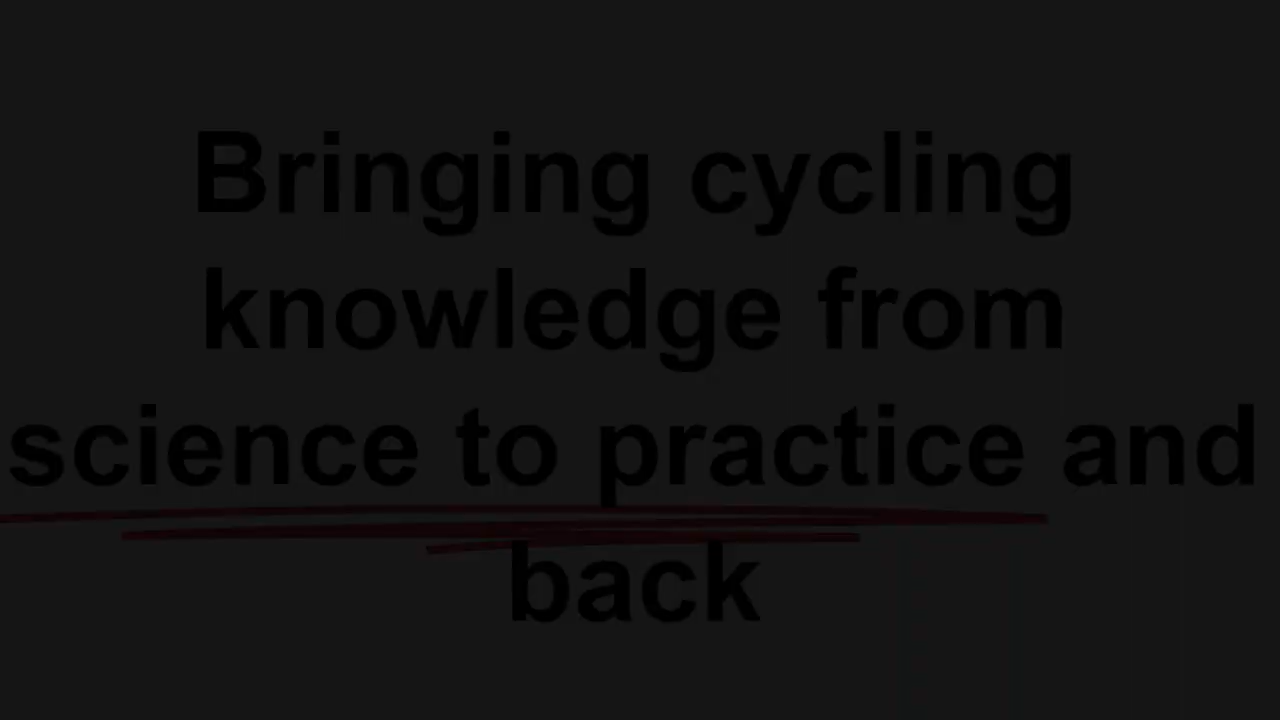 Bringing cycling
knowledge from
science to practice and
back